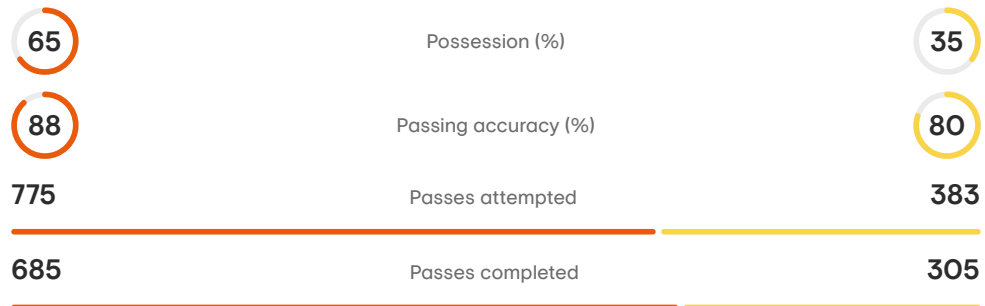 65 Possession (%) 35
88 Passing accuracy (%) 80
775 Passes attempted 383
685 Passes completed 305